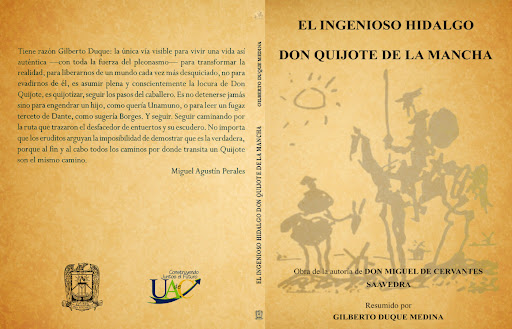 Tiene razón Gilberto Duque: la única vía visible para vivir una vida así
auténtica —con toda la fuerza del pleonasmo— para transformar la
realidad, para liberarnos de un mundo cada vez más desquiciado, no para
evadirnos de él, es asumir plena y conscientemente la locura de Don
Quijote, es quijotizar, seguir los pasos del caballero. Es no detenerse jamás
sino para engendrar un hijo, como quería Unamuno, o para leer un fugaz
terceto de Dante, como sugería Borges. Y seguir. Seguir caminando por
la ruta que trazaron el desfacedor de entuertos y su escudero. No importa
que los eruditos arguyan la imposibilidad de demostrar que es la verdadera,
porque al fin y al cabo todos los caminos por donde transita un Quijote
son el mismo camino.
Miguel Agustín Perales
Construyendo
Juntos el Futuro
UA de C
GILBERTO DUQUE MEDINA
EL INGENIOSO HIDALGO DON QUIJOTE DE LA MANCHA
EL INGENIOSO HIDALGO
DON QUIJOTE DE LA MANCHA
Obra de la autoría de DON MIGUEL DE CERVANTES
SAAVEDRA
Resumido por
GILBERTO DUQUE MEDINA